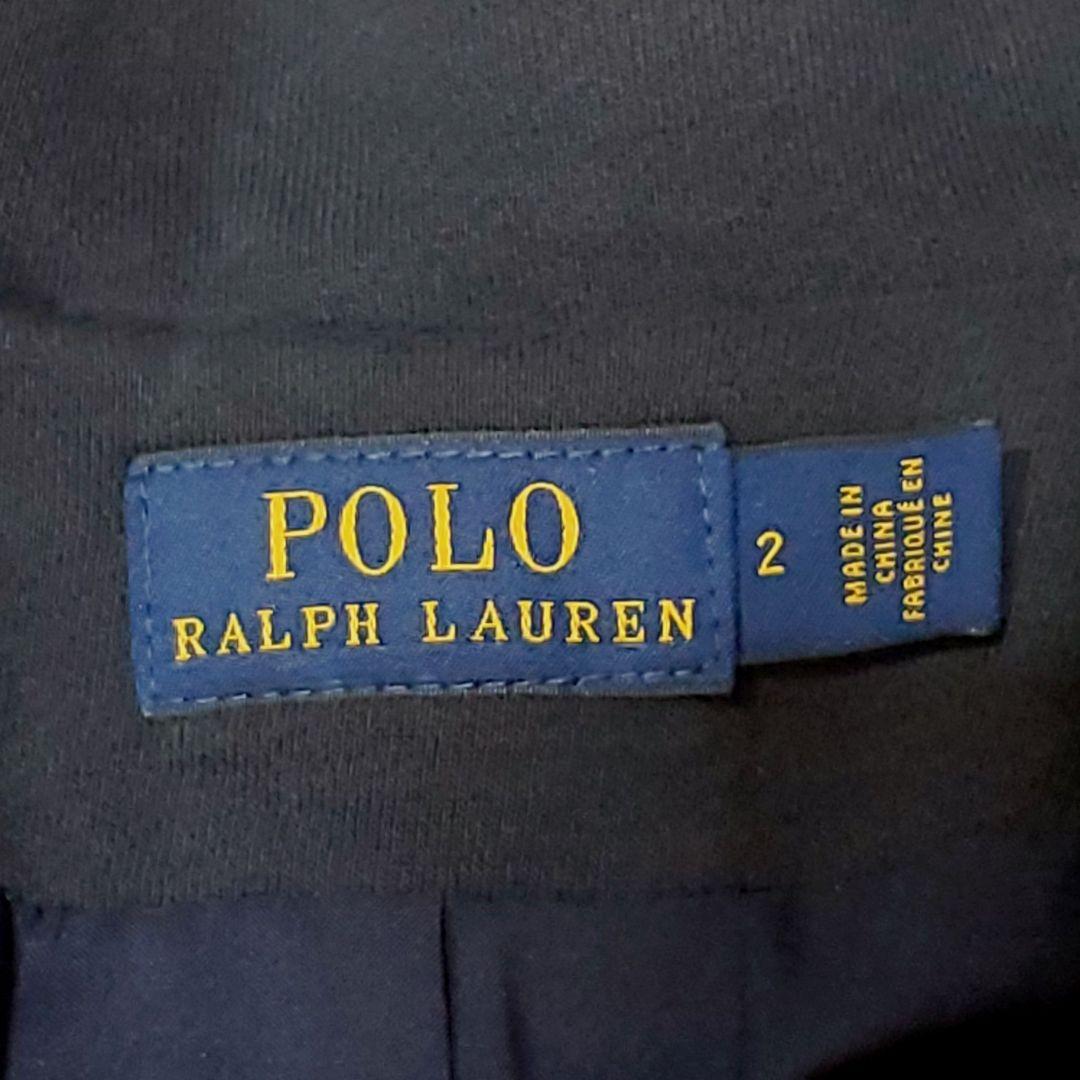 POLO
RALPH LAUREN
2
MADE IN
CHINA
FABRIQUÉ EN
CHINE